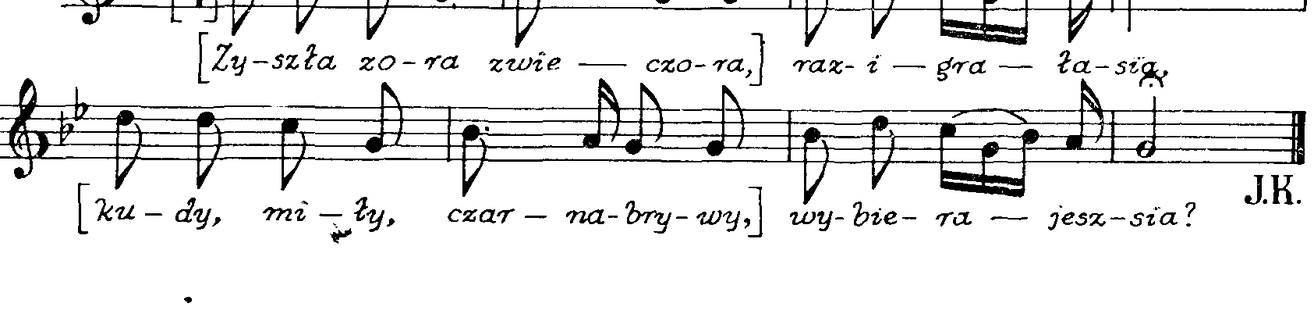 [Zy-szła zo-ra zwie — czo-ra,] raz-i — gra — ła-sia,
[ku-dy, mi-ły, czar-na-bry-wy,] wy-bie-ra — jesz-sia?
J.K.